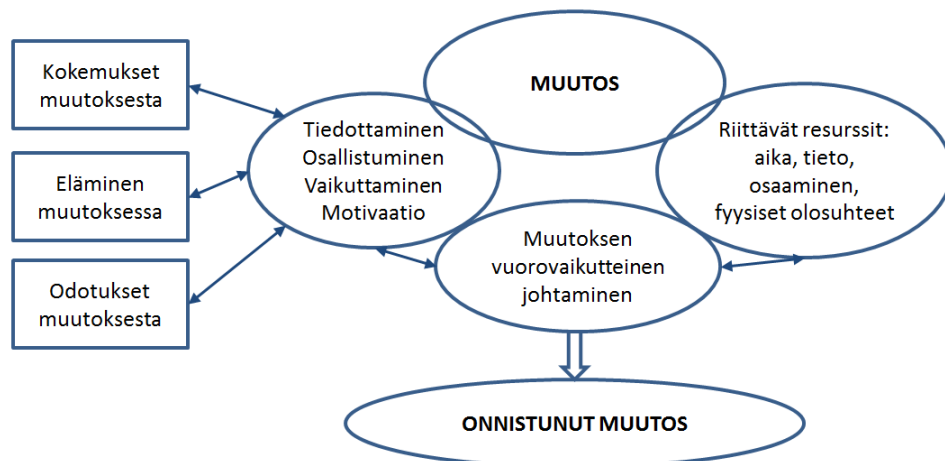 Kokemukset
muutoksesta
Eläminen
muutoksessa
Odotukset
muutoksesta
Tiedottaminen
Osallistuminen
Vaikuttaminen
Motivaatio
MUUTOS
Riittävät resurssit:
aika, tieto,
osaaminen,
fyysiset olosuhteet
Muutoksen
vuorovaikutteinen
johtaminen
ONNISTUNUT MUUTOS